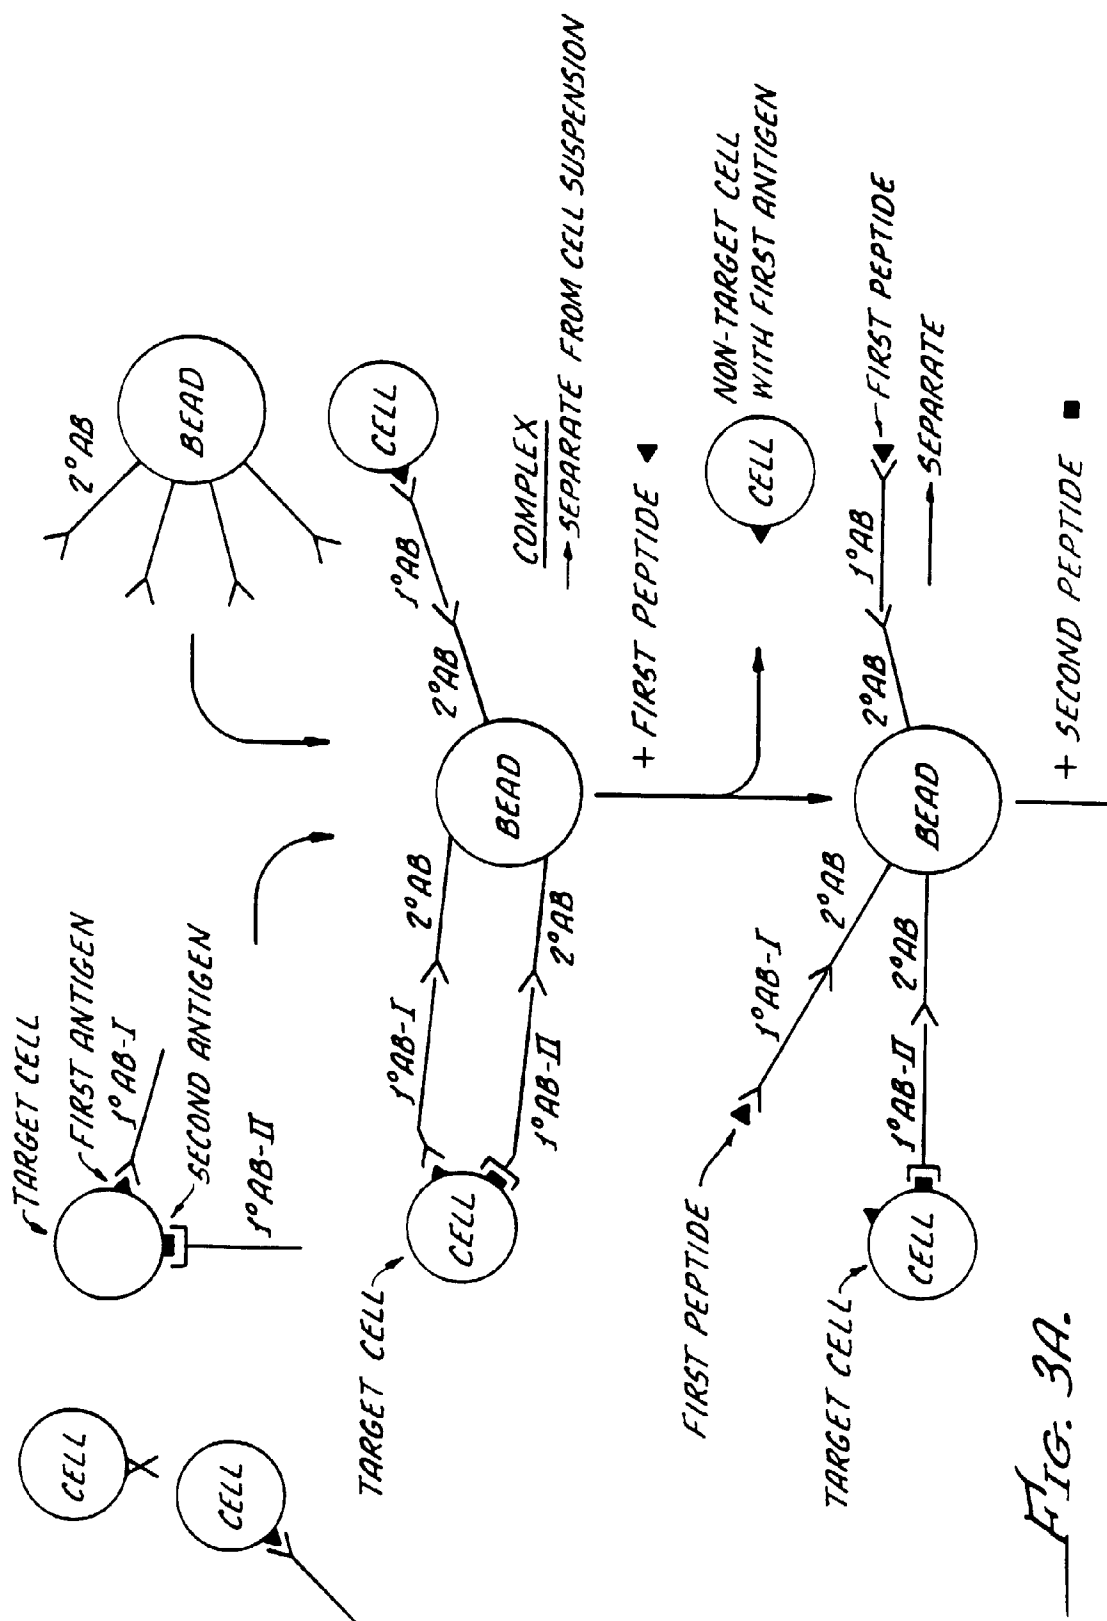 CELL
CELL
TARGET CELL
FIRST ANTIGEN
1°AB-I
SECOND ANTIGEN
1°AB-II
2°AB
BEAD
TARGET CELL
CELL
1°AB-I
2°AB
1°AB-II
2°AB
BEAD
2°AB
1°AB
CELL
COMPLEX
SEPARATE FROM CELL SUSPENSION
+ FIRST PEPTIDE
CELL
NON-TARGET CELL
WITH FIRST ANTIGEN
FIRST PEPTIDE
1°AB-I
2°AB
TARGET CELL
CELL
1°AB-II
2°AB
BEAD
2°AB
1°AB
FIRST PEPTIDE
SEPARATE
+ SECOND PEPTIDE
FIG. 3A.